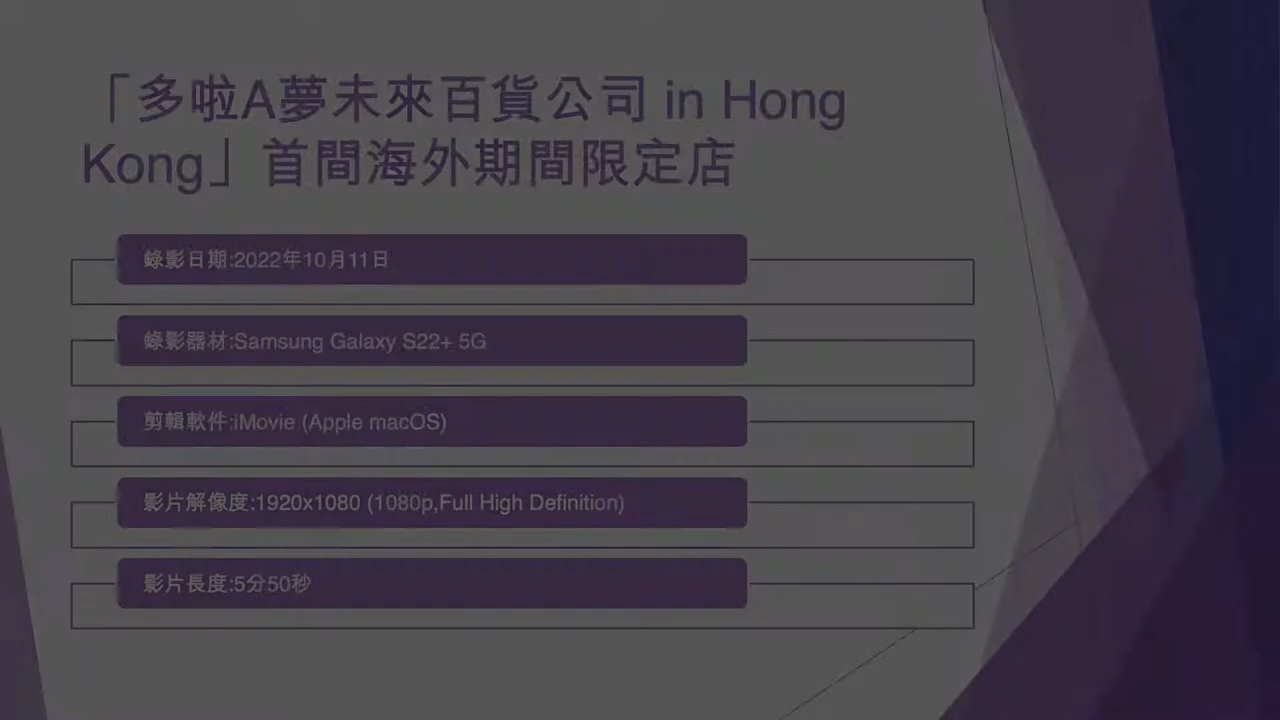 「多啦A夢未來百貨公司 in Hong
Kong」首間海外期間限定店
錄影日期:2022年10月11日
錄影器材:Samsung Galaxy S22+ 5G
剪輯軟件:iMovie (Apple macOS)
影片解像度:1920x1080 (1080p,Full High Definition)
影片長度:5分50秒